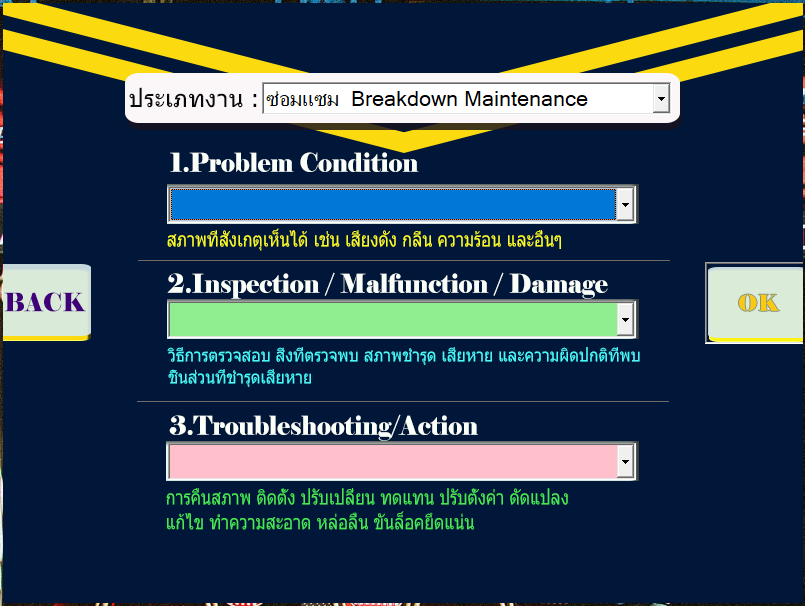 ประเภทงาน : ซ่อมแซม Breakdown Maintenance
1.Problem Condition
สภาพที่สังเกตุเห็นได้ เช่น เสียงดัง กลิ่น ความร้อน และอื่นๆ
2.Inspection / Malfunction / Damage
BACK
OK
วิธีการตรวจสอบ สิ่งที่ตรวจพบ สภาพชำรุด เสียหาย และความผิดปกติที่พบ
ชิ้นส่วนที่ชำรุดเสียหาย
3.Troubleshooting/Action
การคืนสภาพ ติดตั้ง ปรับเปลี่ยน ทดแทน ปรับตั้งค่า ดัดแปลง
แก้ไข ทำความสะอาด หล่อลื่น ขันล็อคยึดแน่น